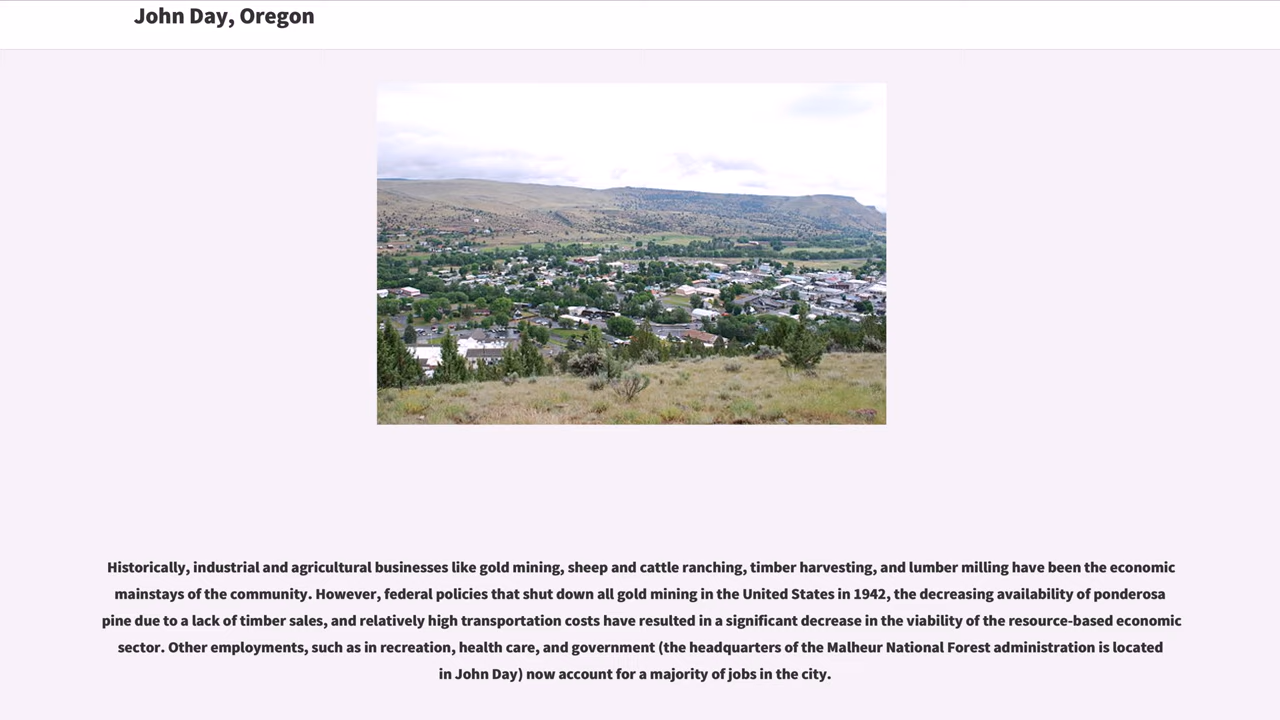 John Day, Oregon
Historically, industrial and agricultural businesses like gold mining, sheep and cattle ranching, timber harvesting, and lumber milling have been the economic
mainstays of the community. However, federal policies that shut down all gold mining in the United States in 1942, the decreasing availability of ponderosa
pine due to a lack of timber sales, and relatively high transportation costs have resulted in a significant decrease in the viability of the resource-based economic
sector. Other employments, such as in recreation, health care, and government (the headquarters of the Malheur National Forest administration is located
in John Day) now account for a majority of jobs in the city.